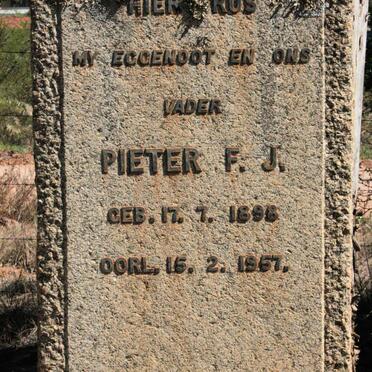 HIER RUS
MY EGGENOOT EN ONS
VADER
PIETER F. J.
GEB. 17. 7. 1898
OORL. 15. 2. 1957.